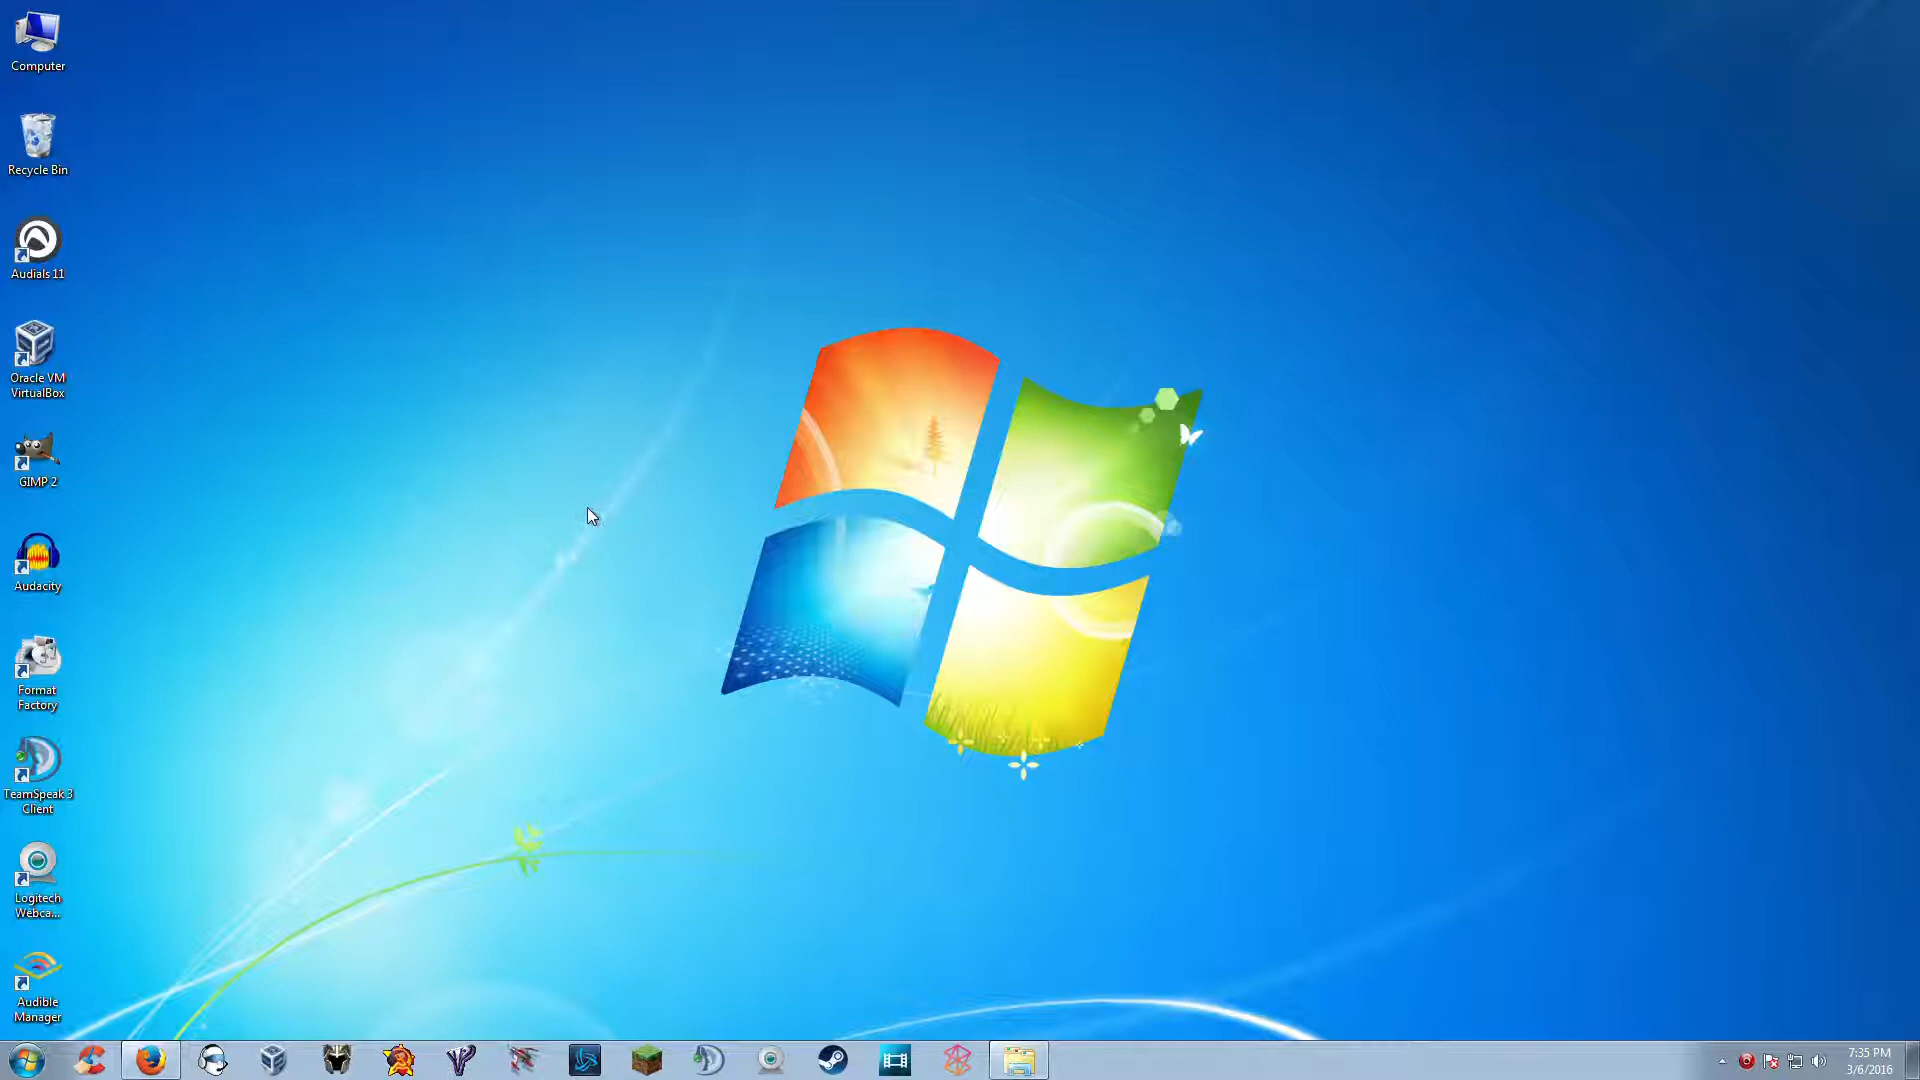 Computer
Recycle Bin
Audials 11
Oracle VM
VirtualBox
GIMP 2
Audacity
Format
Factory
TeamSpeak 3
Client
Logitech
Webca...
Audible
Manager
7:35 PM
3/6/2016